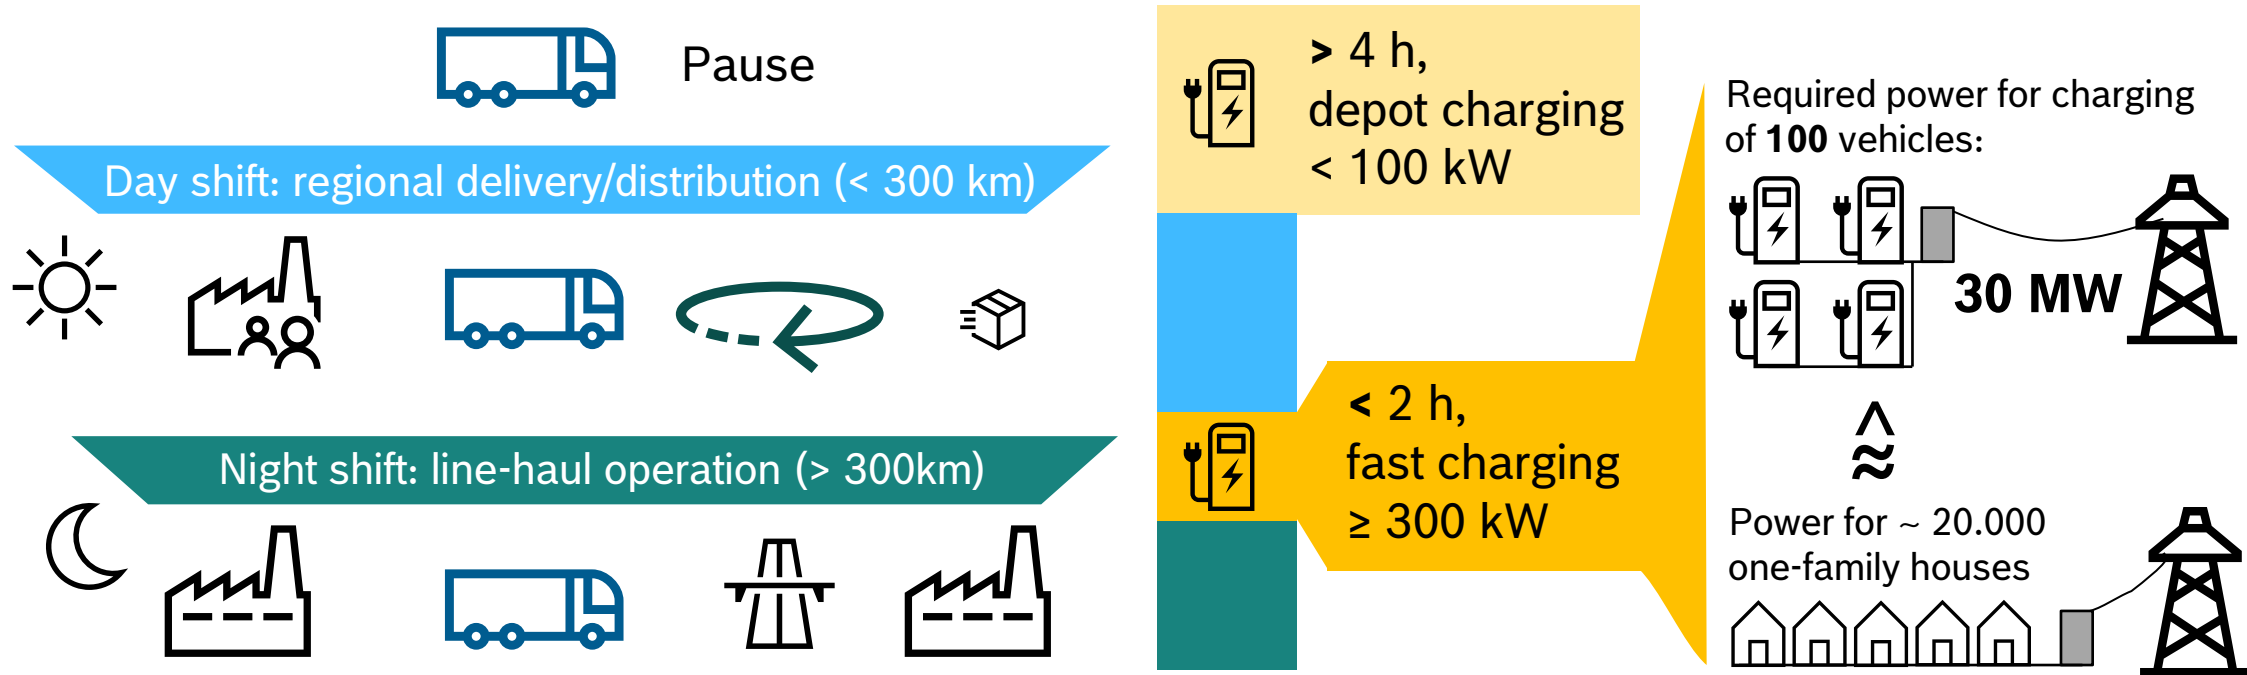 Pause
Day shift: regional delivery/distribution (< 300 km)
Night shift: line-haul operation (> 300km)
> 4 h,
depot charging
< 100 kW
< 2 h,
fast charging
≥ 300 kW
Required power for charging
of 100 vehicles:
30 MW
Power for ~ 20.000
one-family houses